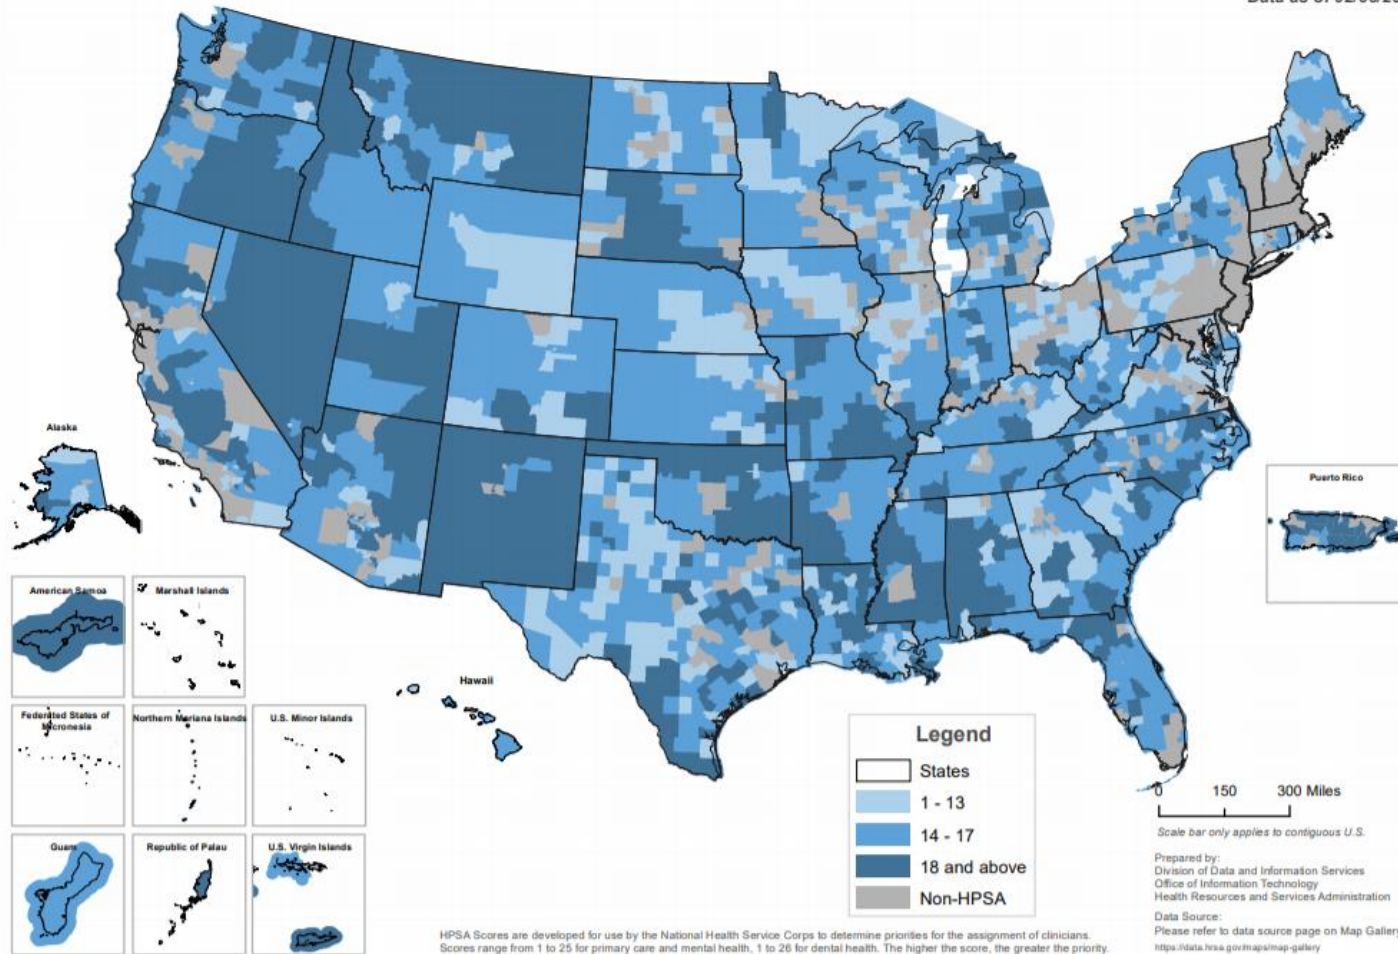 Alaska
American Samoa
Marshall Islands
Federated States of
Micronesia
Northern Mariana Islands
U.S. Minor Islands
Guam
Republic of Palau
U.S. Virgin Islands
Hawaii
Puerto Rico
Legend
States
1 - 13
14 - 17
18 and above
Non-HPSA
0 150 300 Miles
Scale bar only applies to contiguous U.S.
Prepared by:
Division of Data and Information Services
Office of Information Technology
Health Resources and Services Administration
Data Source:
Please refer to data source page on Map Gallery
https://data.hrsa.gov/maps/map-gallery
HPSA Scores are developed for use by the National Health Service Corps to determine priorities for the assignment of clinicians.
Scores range from 1 to 25 for primary care and mental health, 1 to 26 for dental health. The higher the score, the greater the priority.